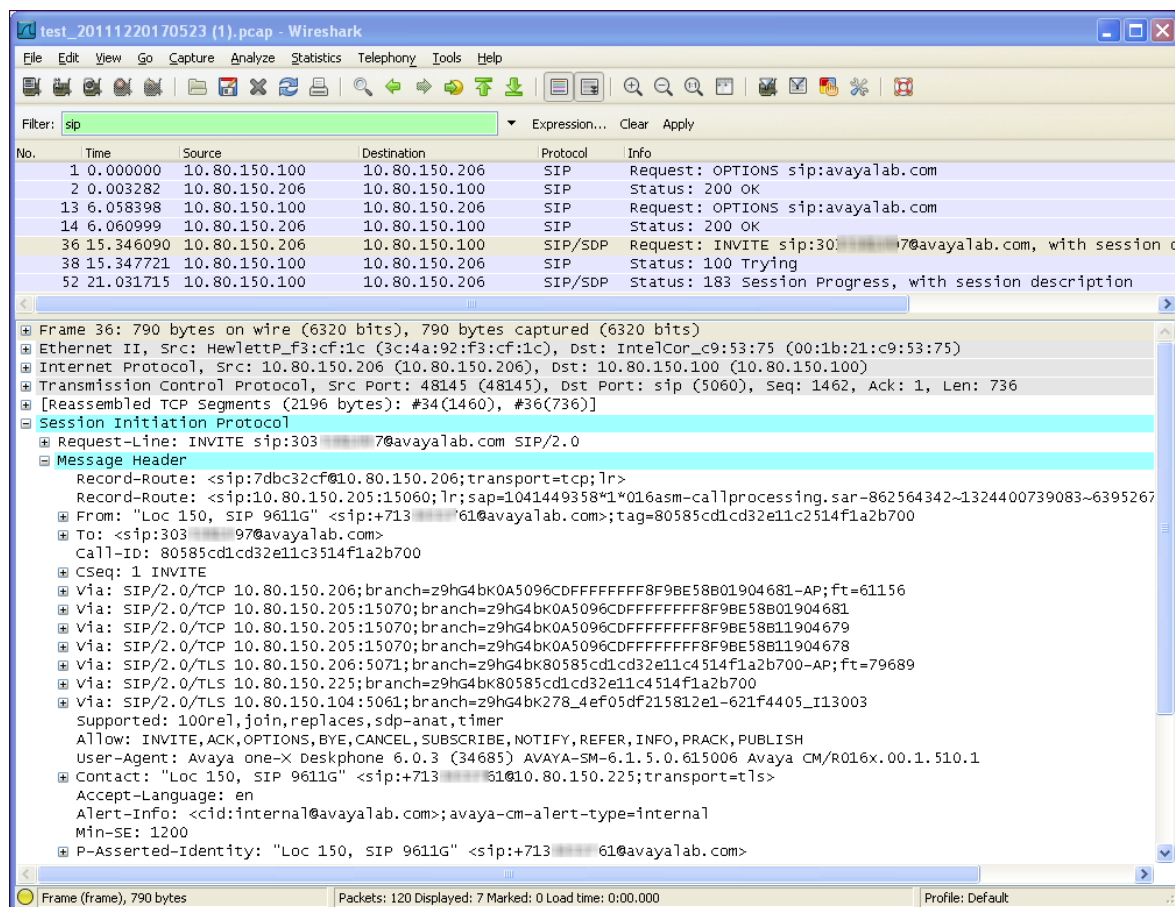 test_20111220170523 (1).pcap - Wireshark
File Edit View Go Capture Analyze Statistics Telephony Tools Help
Filter: sip Expression... Clear Apply
No. Time Source Destination Protocol Info
1 0.000000 10.80.150.100 10.80.150.206 SIP Request: OPTIONS sip:avayalab.com
2 0.003282 10.80.150.206 10.80.150.100 SIP Status: 200 OK
13 6.058398 10.80.150.100 10.80.150.206 SIP Request: OPTIONS sip:avayalab.com
14 6.060999 10.80.150.206 10.80.150.100 SIP Status: 200 OK
36 15.346090 10.80.150.206 10.80.150.100 SIP/SDP Request: INVITE sip:303 7@avayalab.com, with session
38 15.347721 10.80.150.100 10.80.150.206 SIP Status: 100 Trying
52 21.031715 10.80.150.100 10.80.150.206 SIP/SDP Status: 183 Session Progress, with session description
Frame 36: 790 bytes on wire (6320 bits), 790 bytes captured (6320 bits)
Ethernet II, Src: HewlettP_f3:cf:1c (3c:4a:92:f3:cf:1c), Dst: IntelCor_c9:53:75 (00:1b:21:c9:53:75)
Internet Protocol, Src: 10.80.150.206 (10.80.150.206), Dst: 10.80.150.100 (10.80.150.100)
Transmission Control Protocol, Src Port: 48145 (48145), Dst Port: sip (5060), Seq: 1462, Ack: 1, Len: 736
[Reassembled TCP Segments (2196 bytes): #34(1460), #36(736)]
Session Initiation Protocol
Request-Line: INVITE sip:303 7@avayalab.com SIP/2.0
Message Header
Record-Route: <sip:7dbc32cf@10.80.150.206;transport=tcp;lr>
Record-Route: <sip:10.80.150.205:15060;lr;sap=1041449358*1*016asm-callprocessing.sar-862564342~1324400739083~6395267
From: "Loc 150, SIP 9611G" <sip:+713 61@avayalab.com>;tag=80585cd1cd32e11c2514f1a2b700
To: <sip:303 97@avayalab.com>
Call-ID: 80585cd1cd32e11c3514f1a2b700
CSeq: 1 INVITE
Via: SIP/2.0/TCP 10.80.150.206;branch=z9hG4bK0A5096CDFFFFFFFF8F9BE58B01904681-AP;ft=61156
Via: SIP/2.0/TCP 10.80.150.205:15070;branch=z9hG4bK0A5096CDFFFFFFFF8F9BE58B01904681
Via: SIP/2.0/TCP 10.80.150.205:15070;branch=z9hG4bK0A5096CDFFFFFFFF8F9BE58B11904679
Via: SIP/2.0/TCP 10.80.150.205:15070;branch=z9hG4bK0A5096CDFFFFFFFF8F9BE58B11904678
Via: SIP/2.0/TLS 10.80.150.206:5071;branch=z9hG4bK80585cd1cd32e11c4514f1a2b700-AP;ft=79689
Via: SIP/2.0/TLS 10.80.150.225;branch=z9hG4bK80585cd1cd32e11c4514f1a2b700
Via: SIP/2.0/TLS 10.80.150.104:5061;branch=z9hG4bK278_4ef05df215812e1-621f4405_I13003
Supported: 100rel,join,replaces,sdp-anat,timer
Allow: INVITE,ACK,OPTIONS,BYE,CANCEL,SUBSCRIBE,NOTIFY,REFER,INFO,PRACK,PUBLISH
User-Agent: Avaya one-X Deskphone 6.0.3 (34685) AVAYA-SM-6.1.5.0.615006 Avaya CM/R016x.00.1.510.1
Contact: "Loc 150, SIP 9611G" <sip:+713 61@10.80.150.225;transport=tls>
Accept-Language: en
Alert-Info: <cid:internal@avayalab.com>;avaya-cm-alert-type=internal
Min-SE: 1200
P-Asserted-Identity: "Loc 150, SIP 9611G" <sip:+713 61@avayalab.com>
Frame (frame), 790 bytes Packets: 120 Displayed: 7 Marked: 0 Load time: 0:00.000 Profile: Default